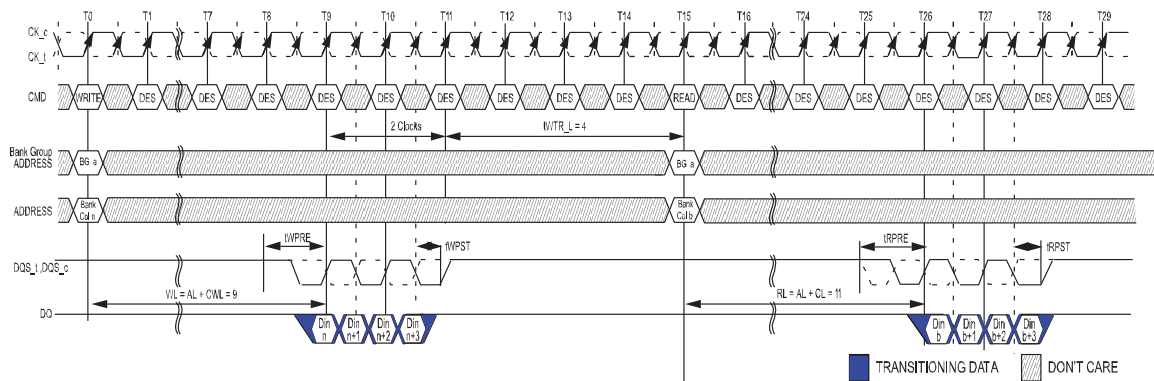 T0 T1 T7 T8 T9 T10 T11 T12 T13 T14 T15 T16 T24 T25 T26 T27 T28 T29
CK_c
CK_t
CMD WRITE DES DES DES DES DES DES DES DES DES READ DES DES DES DES DES DES DES
2 Clocks tWTR_L = 4
Bank Group
ADDRESS BG a BG a
ADDRESS Bank Col n Bank Col b
tWPRE tWPST tRPRE tRPST
DQS_t ,DQS_c
WL = AL + CWL = 9 RL = AL + CL = 11
DQ Din n Din n+1 Din n+2 Din n+3 Din b Din b+1 Din b+2 Din b+3
TRANSITIONING DATA DON'T CARE